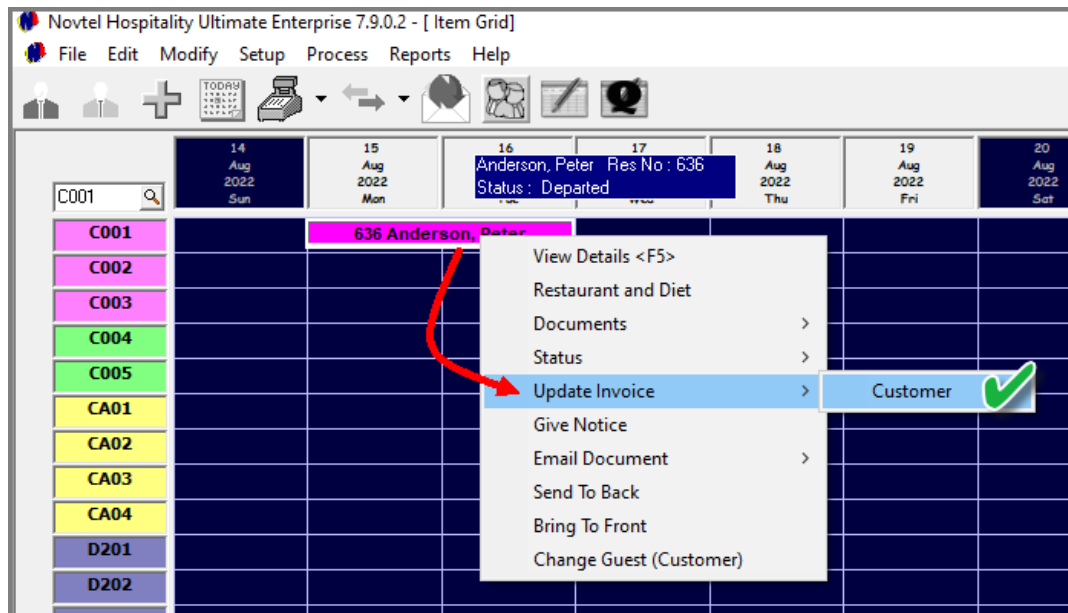 Novtel Hospitality Ultimate Enterprise 7.9.0.2 - [ Item Grid]
File Edit Modify Setup Process Reports Help
TODAY
14
Aug
2022
Sun
15
Aug
2022
Mon
16
17
18
Aug
2022
Thu
19
Aug
2022
Fri
20
Aug
2022
Sat
Anderson, Peter Res No : 636
Status : Departed
C001
C001
636 Anderson, Peter
C002
C003
C004
C005
CA01
CA02
CA03
CA04
D201
D202
View Details <F5>
Restaurant and Diet
Documents >
Status >
Update Invoice >
Customer
Give Notice
Email Document >
Send To Back
Bring To Front
Change Guest (Customer)